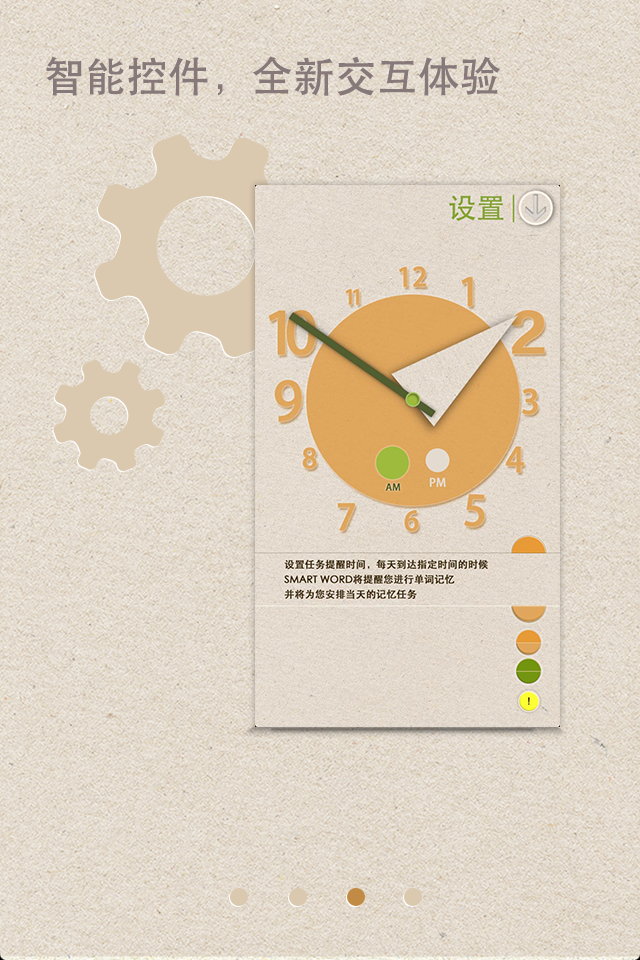 智能控件，全新交互体验
设置
12
11
1
10
2
9
3
8
4
AM
PM
7
6
5
设置任务提醒时间，每天到达指定时间的时候
SMART WORD将提醒您进行单词记忆
并将为您安排当天的记忆任务
!